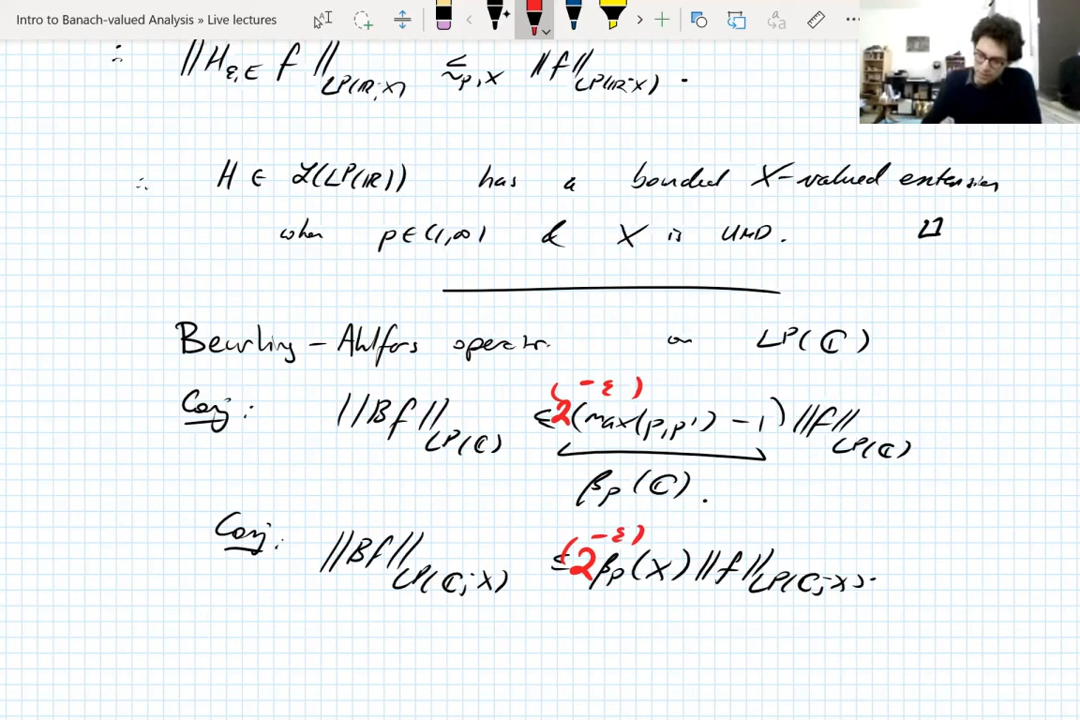 Intro to Banach-valued Analysis » Live lectures
∴ ||H_{ξ,ε} f||_{L^p(ℝ;X)} ≲_{p,X} ||f||_{L^p(ℝ;X)} .
∴ H ∈ ℒ(L^p(ℝ)) has a bonded X-valued extension
when p∈(1,∞) & X is UMD. □
Beurling – Ahlfors operator. on L^p(ℂ)
(-ε)
Conj: ||Bf||_{L^p(ℂ)} ≤ 2(max(p,p') - 1) ||f||_{L^p(ℂ)}
β_p(ℂ).
(-ε)
Conj: ||Bf||_{L^p(ℂ;X)} ≤ 2 β_p(X) ||f||_{L^p(ℂ;X)}.